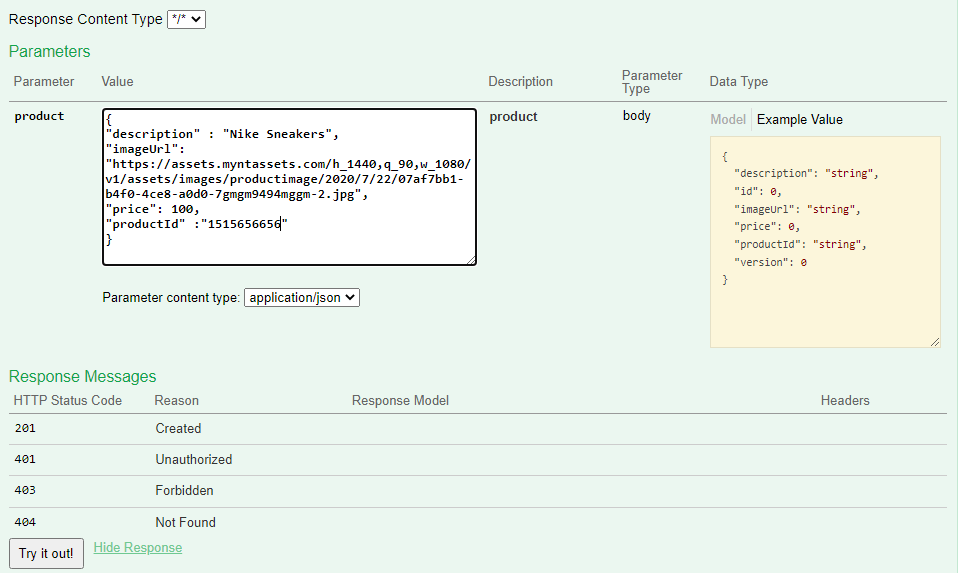 Response Content Type */*
Parameters
Parameter Value Description Parameter Type Data Type
product
{
"description" : "Nike Sneakers",
"imageUrl":
"https://assets.myntassets.com/h_1440,q_90,w_1080/
v1/assets/images/productimage/2020/7/22/07af7bb1-
b4f0-4ce8-a0d0-7gmgm9494mggm-2.jpg",
"price": 100,
"productId" :"1515656656"
}
product
body
Model Example Value
{
"description": "string",
"id": 0,
"imageUrl": "string",
"price": 0,
"productId": "string",
"version": 0
}
Parameter content type: application/json
Response Messages
HTTP Status Code Reason Response Model Headers
201 Created
401 Unauthorized
403 Forbidden
404 Not Found
Try it out! Hide Response